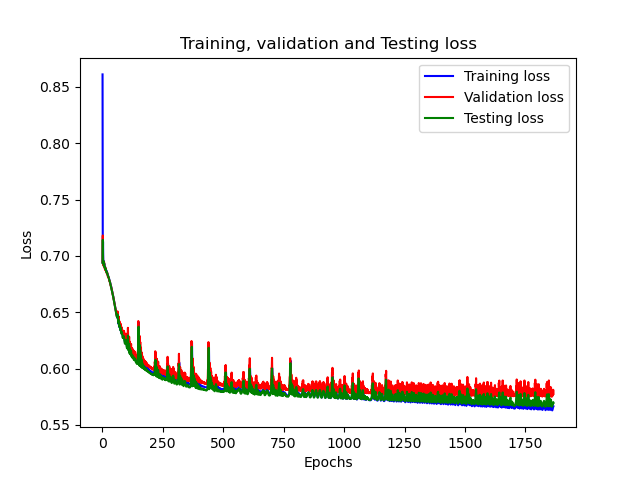 Training, validation and Testing loss
Training loss
Validation loss
Testing loss
Loss
0.85
0.80
0.75
0.70
0.65
0.60
0.55
0 250 500 750 1000 1250 1500 1750
Epochs